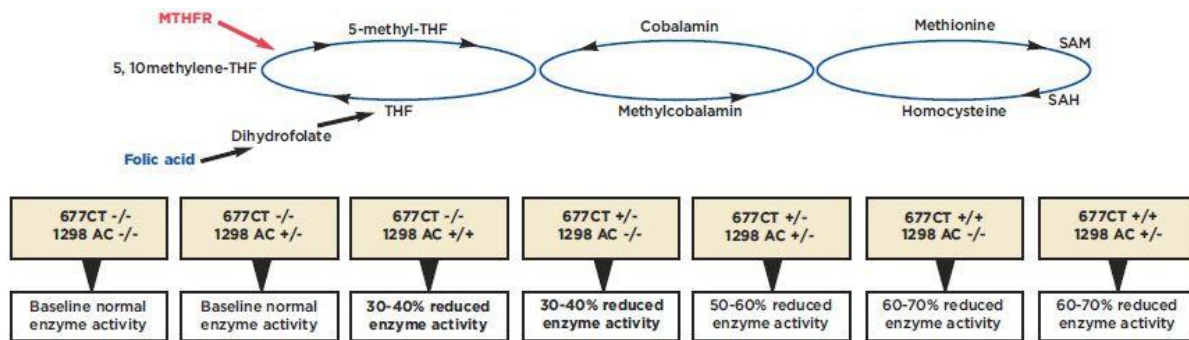 MTHFR
5-methyl-THF
Cobalamin
Methionine
SAM
5, 10methylene-THF
THF
Methylcobalamin
Homocysteine
SAH
Dihydrofolate
Folic acid
677CT -/-
1298 AC -/-
677CT -/-
1298 AC +/-
677CT -/-
1298 AC +/+
677CT +/-
1298 AC -/-
677CT +/-
1298 AC +/-
677CT +/+
1298 AC -/-
677CT +/+
1298 AC +/-
Baseline normal
enzyme activity
Baseline normal
enzyme activity
30-40% reduced
enzyme activity
30-40% reduced
enzyme activity
50-60% reduced
enzyme activity
60-70% reduced
enzyme activity
60-70% reduced
enzyme activity